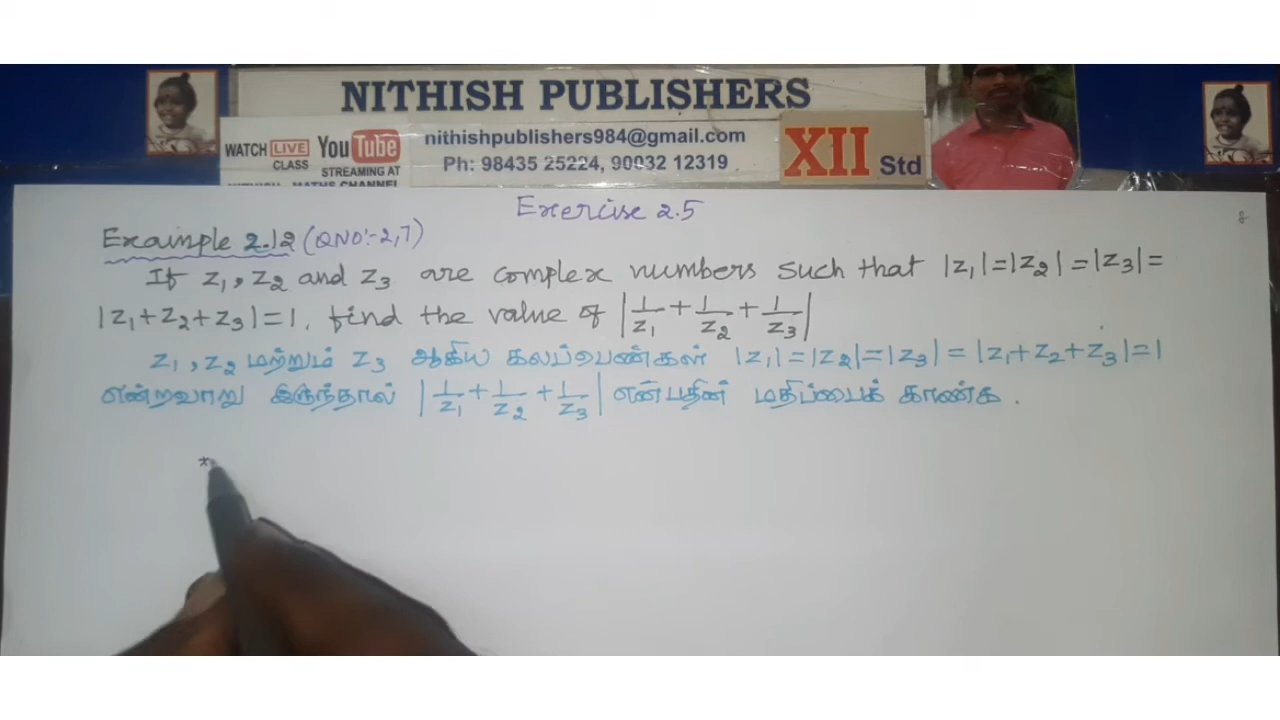 NITHISH PUBLISHERS
WATCH LIVE CLASS
YouTube
STREAMING AT
NITHISH MATHS CHANNEL
nithishpublishers984@gmail.com
Ph: 98435 25224, 90032 12319
XII Std
Exercise 2.5
8
Example 2.12 (QNO:-2,7)
If z₁, z₂ and z₃ are complex numbers such that |z₁|=|z₂|=|z₃|=
|z₁+z₂+z₃|=1, find the value of |1/z₁+1/z₂+1/z₃|
z₁, z₂ மற்றும் z₃ ஆகிய கலப்பெண்கள் |z₁|=|z₂|=|z₃|=|z₁+z₂+z₃|=1
என்றவாறு இருந்தால் |1/z₁+1/z₂+1/z₃| என்பதின் மதிப்பைக் காண்க.